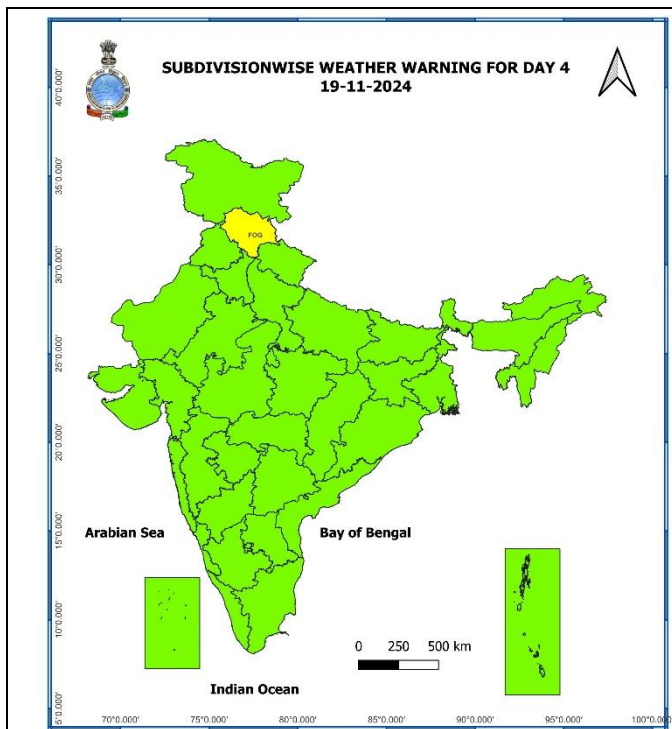 SUBDIVISIONWISE WEATHER WARNING FOR DAY 4
19-11-2024
40°0.000'
35°0.000'
30°0.000'
25°0.000'
20°0.000'
15°0.000'
10°0.000'
5°0.000'
FOG
Arabian Sea
Bay of Bengal
0 250 500 km
Indian Ocean
70°0.000' 75°0.000' 80°0.000' 85°0.000' 90°0.000' 95°0.000' 100°0.000'